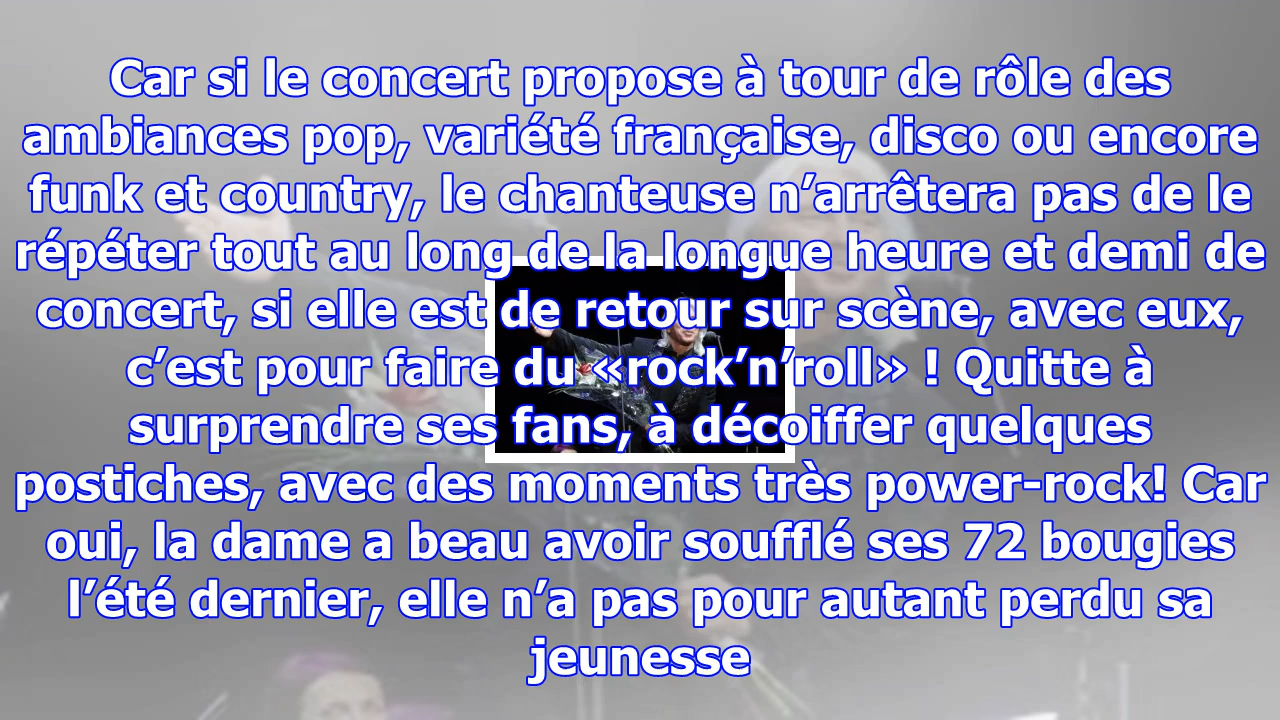 Car si le concert propose à tour de rôle des
ambiances pop, variété française, disco ou encore
funk et country, le chanteuse n’arrêtera pas de le
répéter tout au long de la longue heure et demi de
concert, si elle est de retour sur scène, avec eux,
c’est pour faire du «rock’n’roll» ! Quitte à
surprendre ses fans, à décoiffer quelques
postiches, avec des moments très power-rock! Car
oui, la dame a beau avoir soufflé ses 72 bougies
l’été dernier, elle n’a pas pour autant perdu sa
jeunesse